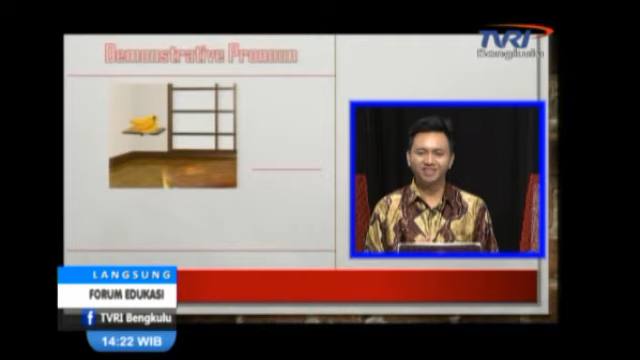 Demonstrative Pronoun
TVRI
Bengkulu
LANGSUNG
FORUM EDUKASI
f TVRI Bengkulu
14:22 WIB